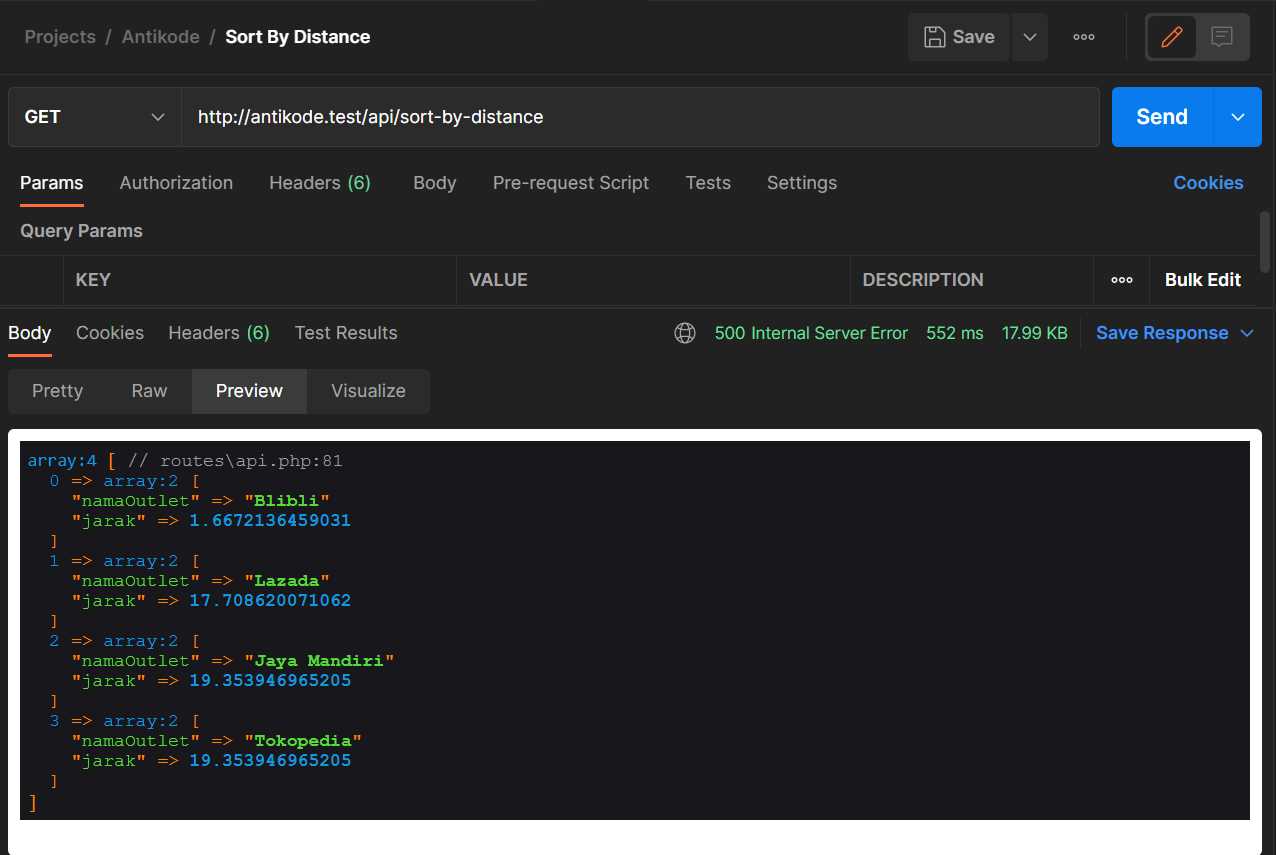 Projects / Antikode / Sort By Distance
Save
GET
http://antikode.test/api/sort-by-distance
Send
Params Authorization Headers (6) Body Pre-request Script Tests Settings Cookies
Query Params
KEY VALUE DESCRIPTION Bulk Edit
Body Cookies Headers (6) Test Results 500 Internal Server Error 552 ms 17.99 KB Save Response
Pretty Raw Preview Visualize
array:4 [ // routes\api.php:81
0 => array:2 [
"namaOutlet" => "Blibli"
"jarak" => 1.6672136459031
]
1 => array:2 [
"namaOutlet" => "Lazada"
"jarak" => 17.708620071062
]
2 => array:2 [
"namaOutlet" => "Jaya Mandiri"
"jarak" => 19.353946965205
]
3 => array:2 [
"namaOutlet" => "Tokopedia"
"jarak" => 19.353946965205
]
]